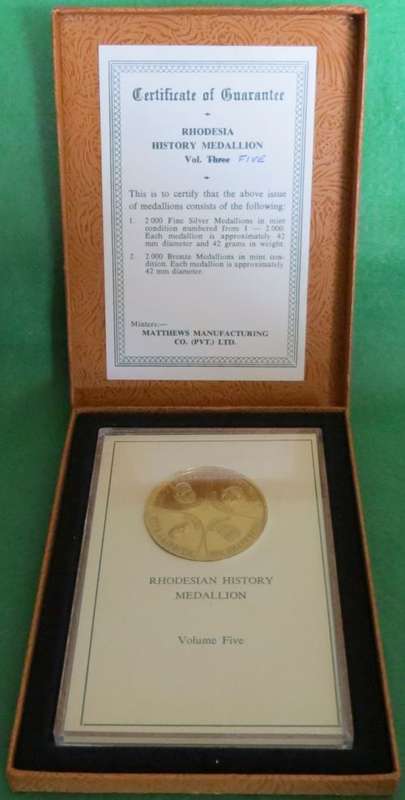 Certificate of Guarantee
RHODESIA
HISTORY MEDALLION
Vol. Three FIVE
This is to certify that the above issue
of medallions consists of the following:
1. 2 000 Fine Silver Medallions in mint
condition numbered from 1 — 2 000.
Each medallion is approximately 42
mm diameter and 42 grams in weight.
2. 2 000 Bronze Medallions in mint con-
dition. Each medallion is approximately
42 mm diameter.
Minters:—
MATTHEWS MANUFACTURING
CO. (PVT.) LTD.
RHODESIAN HISTORY
MEDALLION
Volume Five